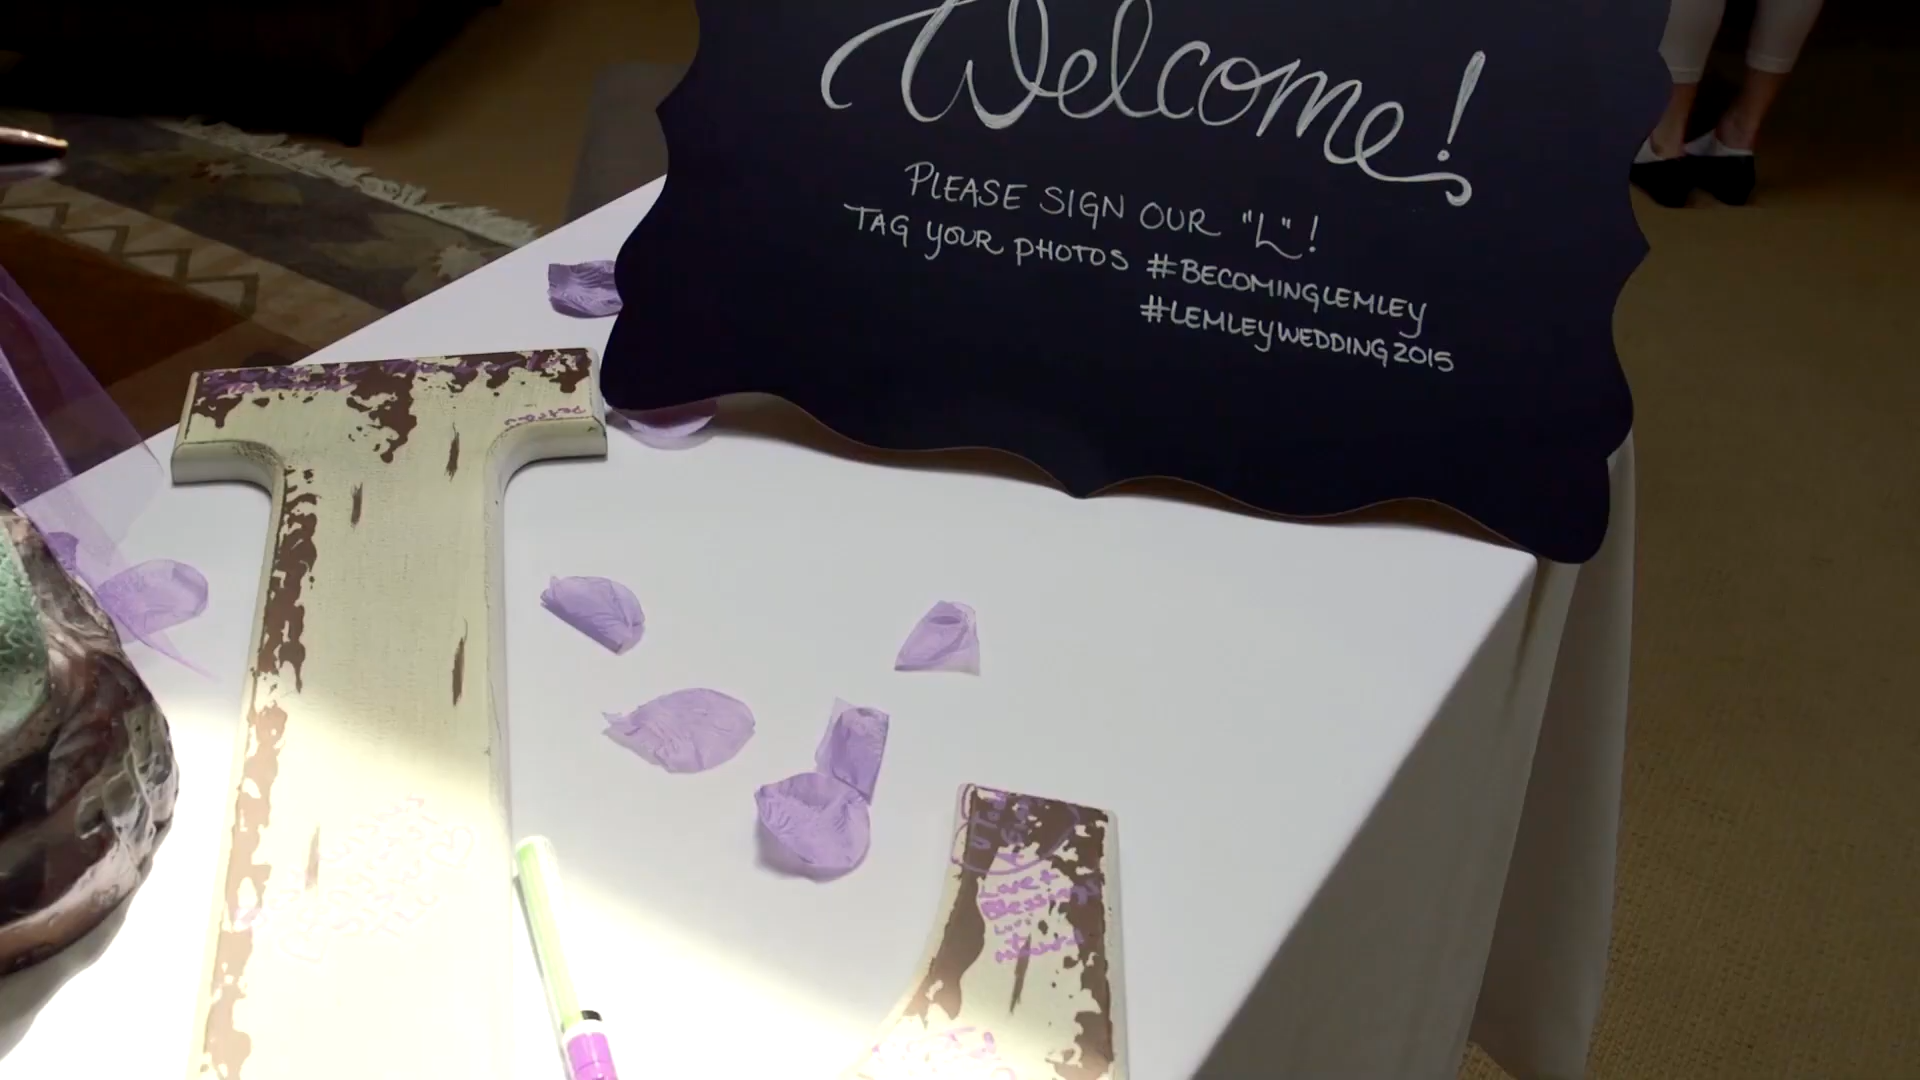 Welcome!
PLEASE SIGN OUR "L"!
TAG YOUR PHOTOS #BECOMINGLEMLEY
#LEMLEYWEDDING2015
Love +
Blessings